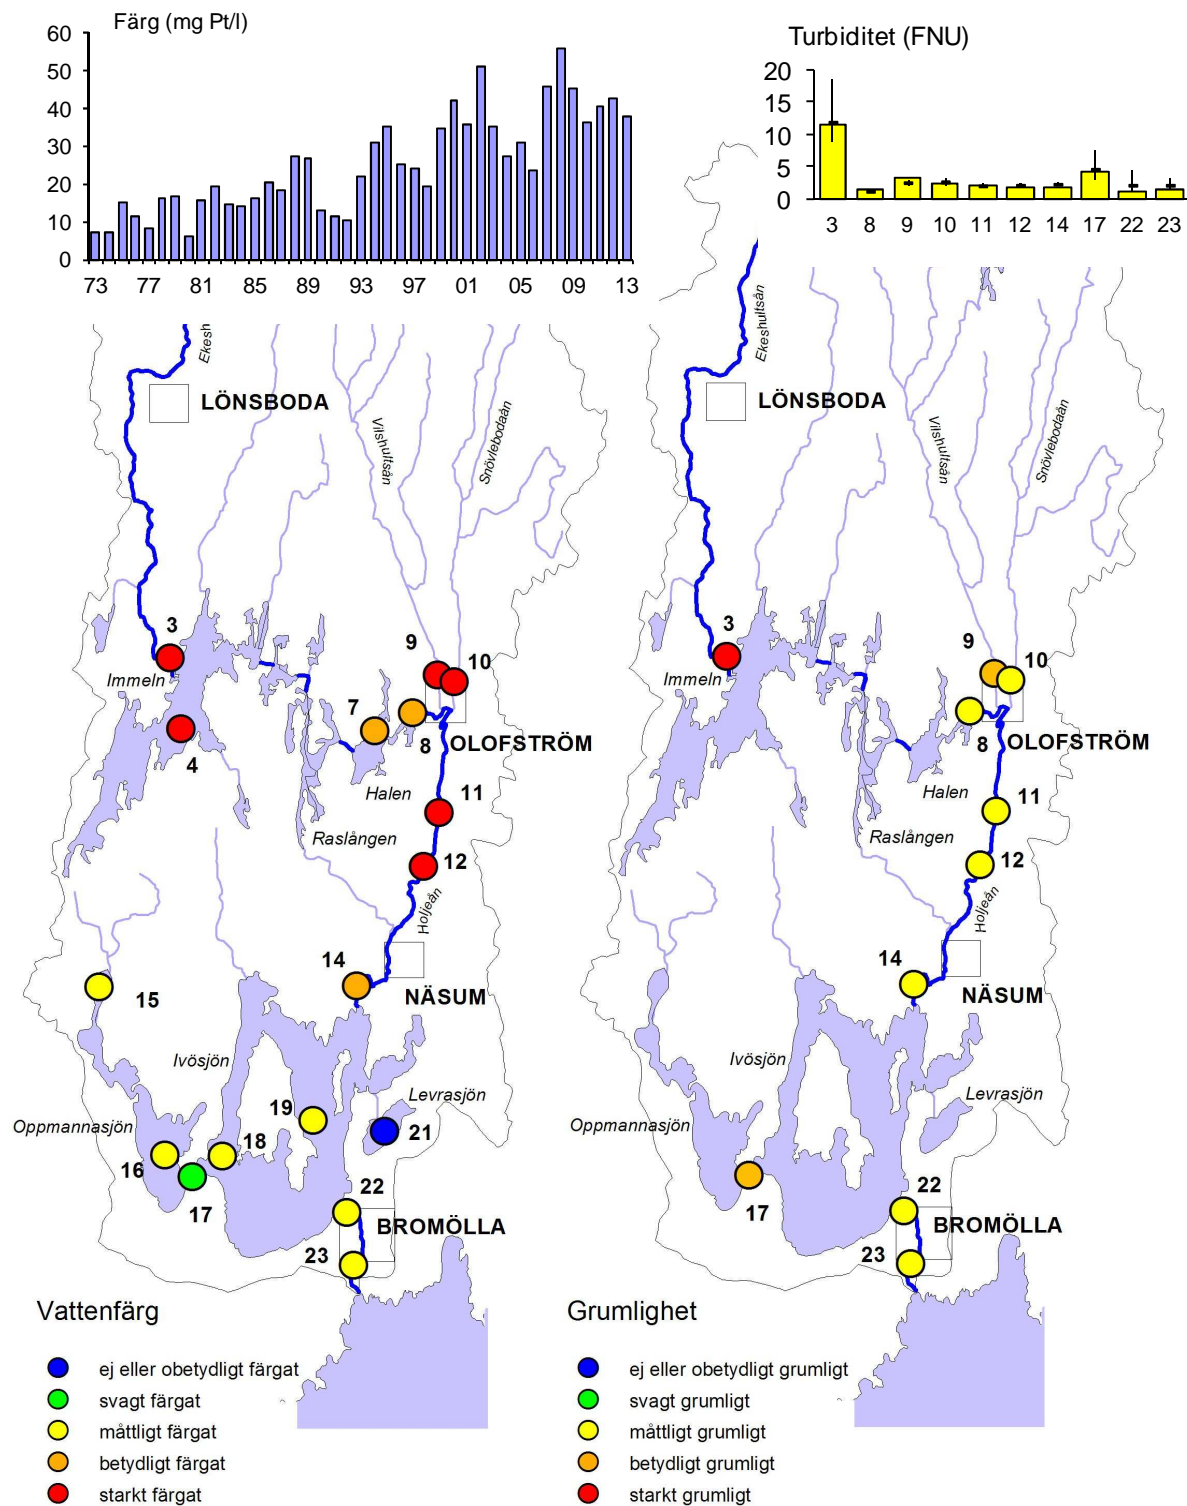 Färg (mg Pt/l)
60
50
40
30
20
10
0
73 77 81 85 89 93 97 01 05 09 13
Turbiditet (FNU)
20
15
10
5
0
3 8 9 10 11 12 14 17 22 23
Ekesh
LÖNSBODA
Vilshultsån
Snövlebodaån
3
Immeln
4
9
10
7
8
OLOFSTRÖM
Halen
11
Raslången
12
Holjeån
14
NÄSUM
15
Ivösjön
Levrasjön
19
Oppmannasjön
18
21
16
17
22
BROMÖLLA
23
Ekeshultsån
LÖNSBODA
Vilshultsån
Snövlebodaån
3
Immeln
9
10
8
OLOFSTRÖM
Halen
11
Raslången
12
Holjeån
14
NÄSUM
Ivösjön
Levrasjön
Oppmannasjön
17
22
BROMÖLLA
23
Vattenfärg
ej eller obetydligt färgat
svagt färgat
måttligt färgat
betydligt färgat
starkt färgat
Grumlighet
ej eller obetydligt grumligt
svagt grumligt
måttligt grumligt
betydligt grumligt
starkt grumligt